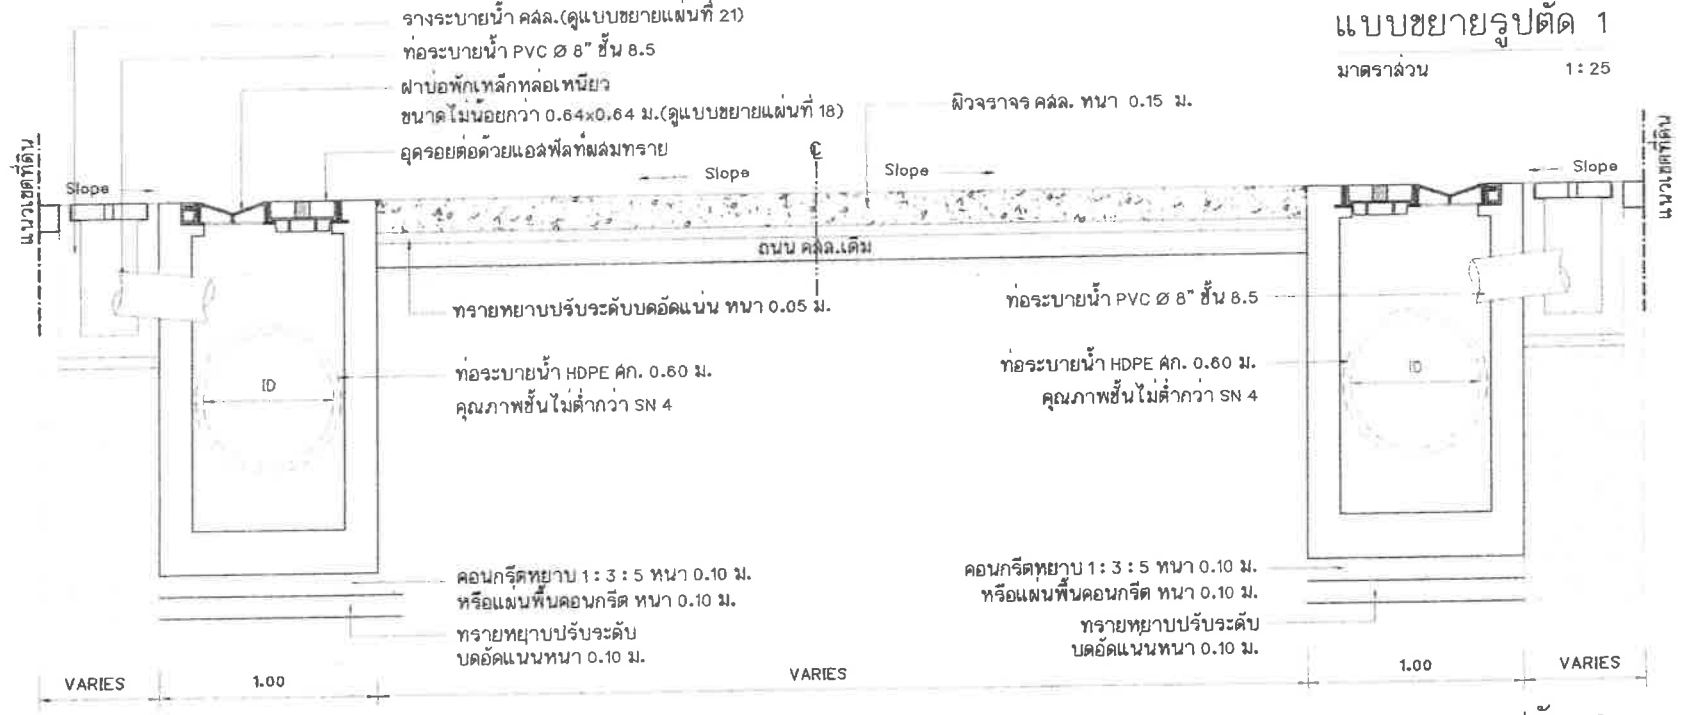 รางระบายน้ำ คสล.(ดูแบบขยายแผ่นที่ 21)
ท่อระบายน้ำ PVC Ø 8" ชั้น 8.5
ฝาบ่อพักเหล็กหล่อเหนียว
ขนาดไม่น้อยกว่า 0.64x0.64 ม.(ดูแบบขยายแผ่นที่ 18)
อุดรอยต่อด้วยแอสฟัลท์ผสมทราย
แบบขยายรูปตัด 1
มาตราส่วน 1:25
ผิวจราจร คสล. หนา 0.15 ม.
แนวเขตที่ดิน
Slope
Slope
℄
Slope
Slope
แนวเขตที่ดิน
ถนน คสล.เดิม
ทรายหยาบปรับระดับบดอัดแน่น หนา 0.05 ม.
ท่อระบายน้ำ PVC Ø 8" ชั้น 8.5
ID
ท่อระบายน้ำ HDPE ศก. 0.60 ม.
คุณภาพชั้นไม่ต่ำกว่า SN 4
ท่อระบายน้ำ HDPE ศก. 0.60 ม.
คุณภาพชั้นไม่ต่ำกว่า SN 4
ID
คอนกรีตหยาบ 1:3:5 หนา 0.10 ม.
หรือแผ่นพื้นคอนกรีต หนา 0.10 ม.
ทรายหยาบปรับระดับ
บดอัดแน่นหนา 0.10 ม.
คอนกรีตหยาบ 1:3:5 หนา 0.10 ม.
หรือแผ่นพื้นคอนกรีต หนา 0.10 ม.
ทรายหยาบปรับระดับ
บดอัดแน่นหนา 0.10 ม.
VARIES
1.00
VARIES
1.00
VARIES